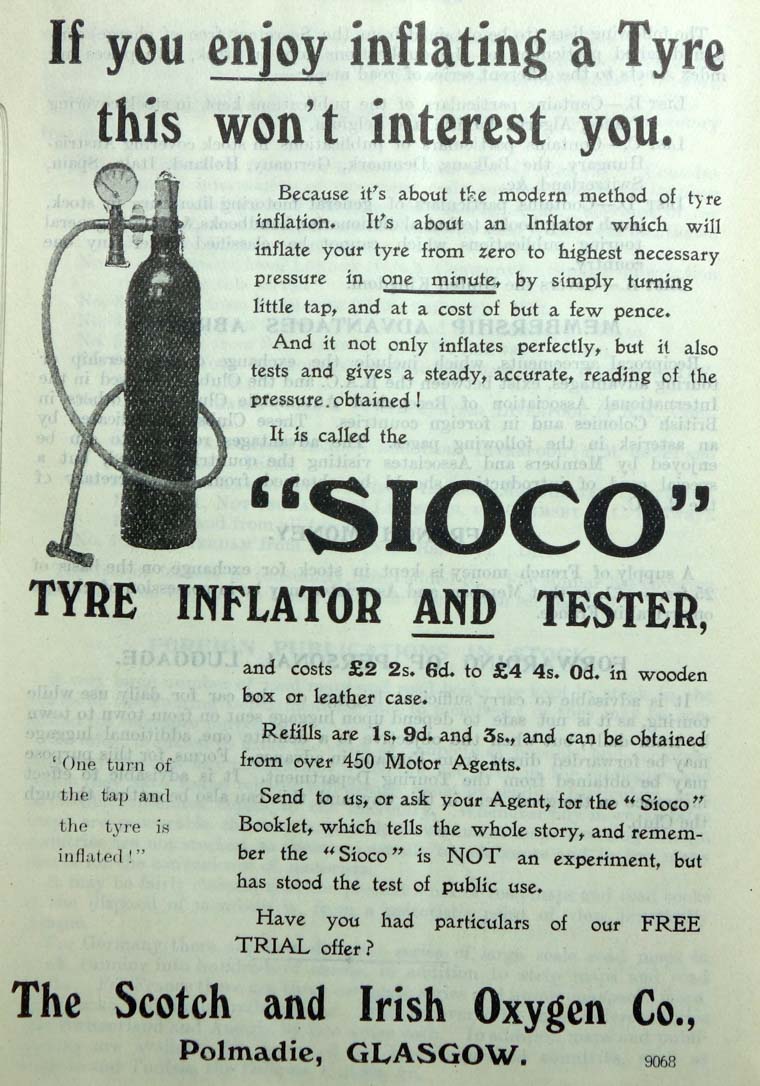 If you enjoy inflating a Tyre
this won't interest you.
Because it's about the modern method of tyre
inflation. It's about an Inflator which will
inflate your tyre from zero to highest necessary
pressure in one minute, by simply turning
little tap, and at a cost of but a few pence.
And it not only inflates perfectly, but it also
tests and gives a steady, accurate, reading of the
pressure obtained!
It is called the
"SIOCO"
TYRE INFLATOR AND TESTER,
and costs £2 2s. 6d. to £4 4s. 0d. in wooden
box or leather case.
Refills are 1s. 9d. and 3s., and can be obtained
from over 450 Motor Agents.
'One turn of
the tap and
the tyre is
inflated!"
Send to us, or ask your Agent, for the "Sioco"
Booklet, which tells the whole story, and remem-
ber the "Sioco" is NOT an experiment, but
has stood the test of public use.
Have you had particulars of our FREE
TRIAL offer?
The Scotch and Irish Oxygen Co.,
Polmadie, GLASGOW.
9068